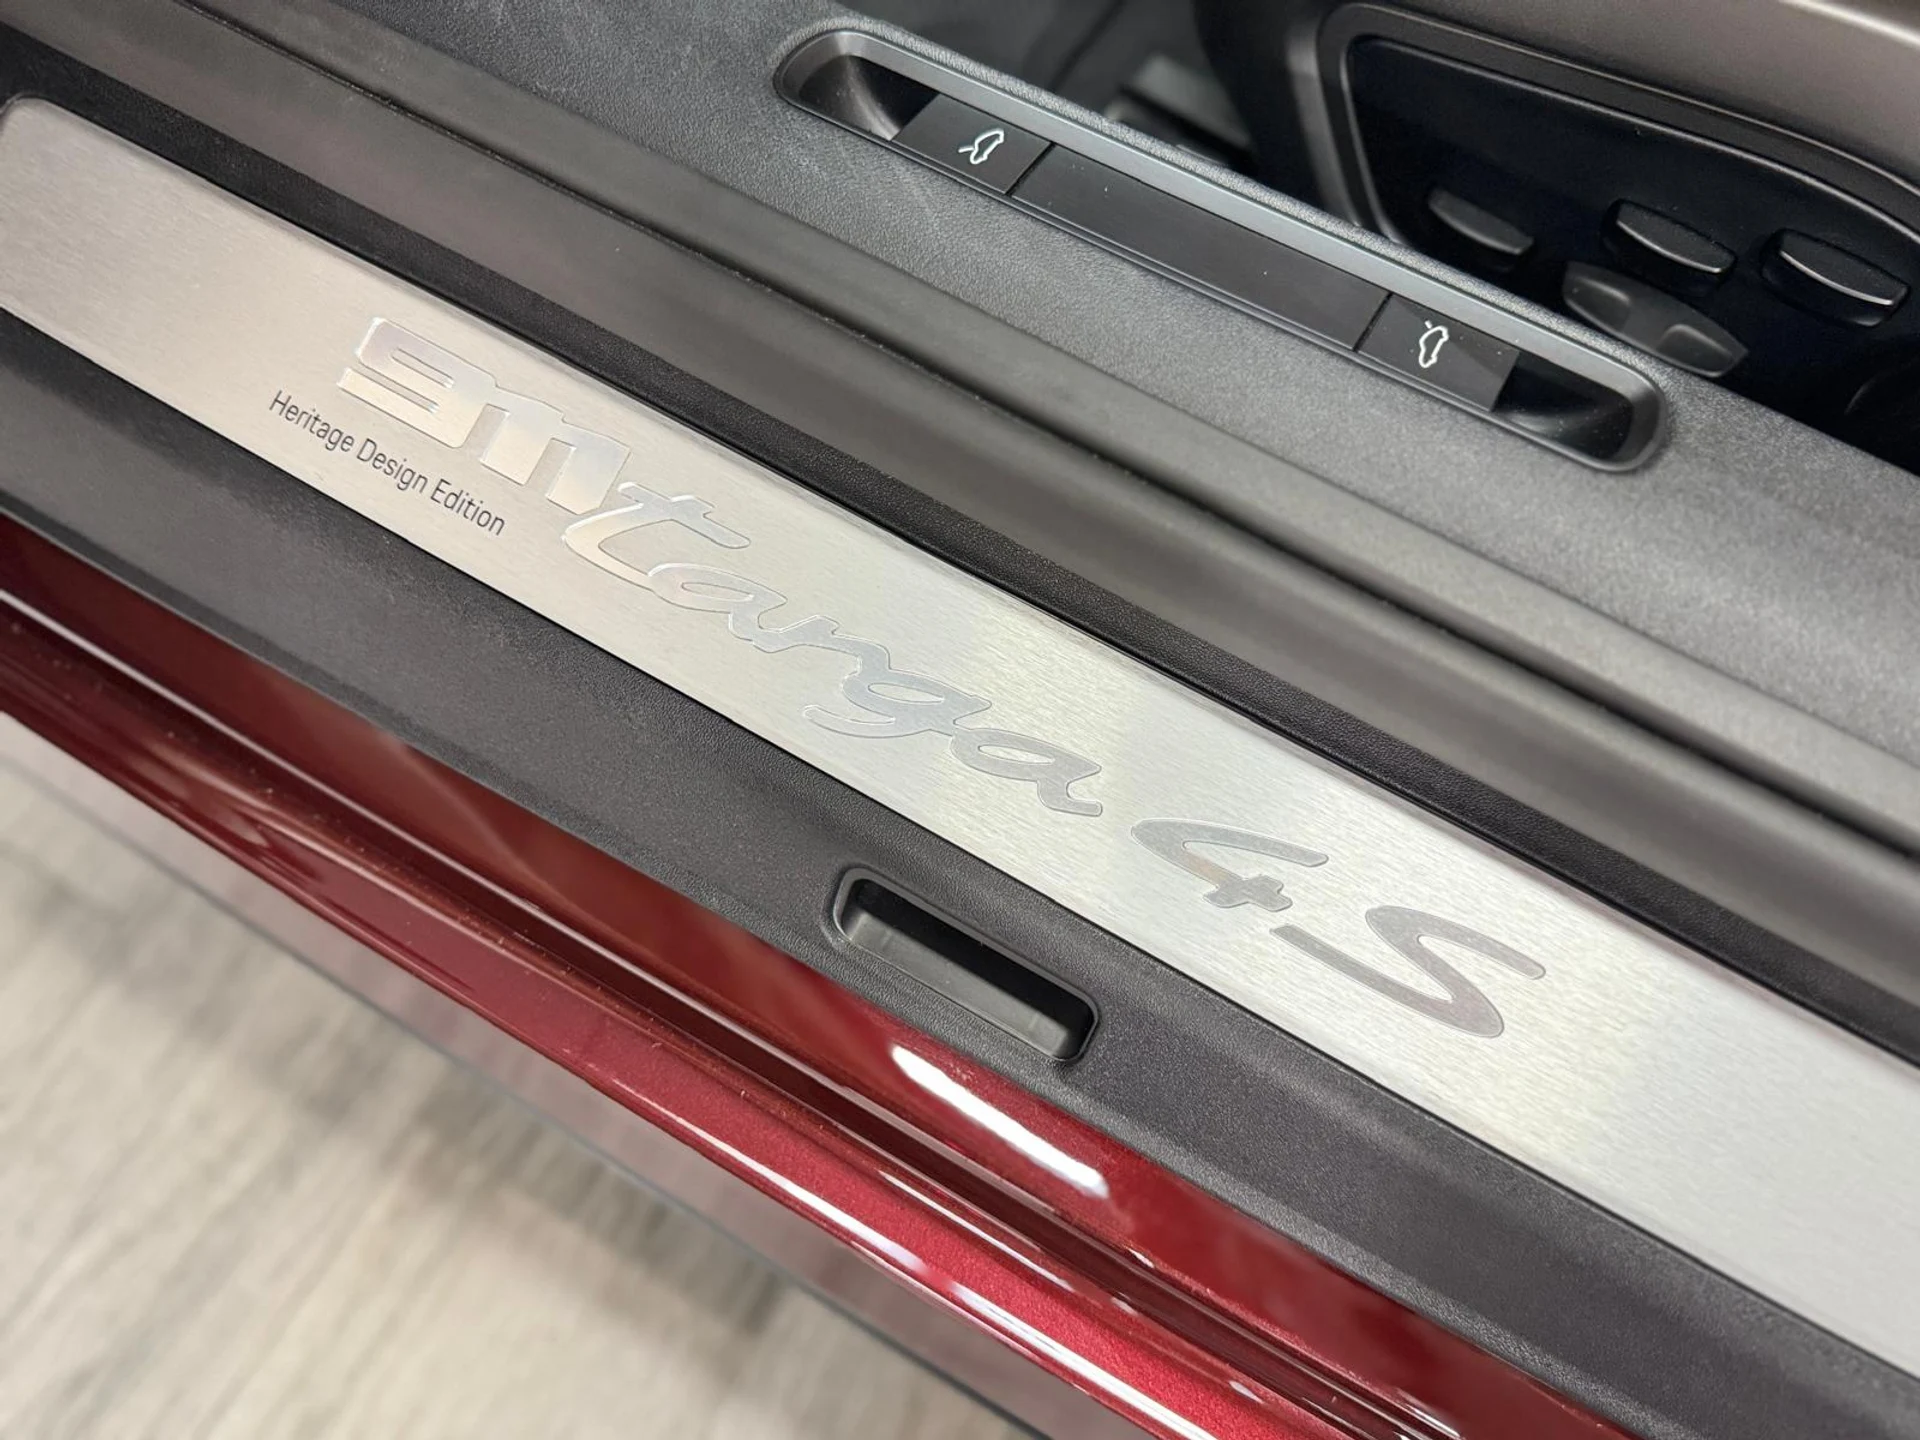 911 targa 4S
Heritage Design Edition